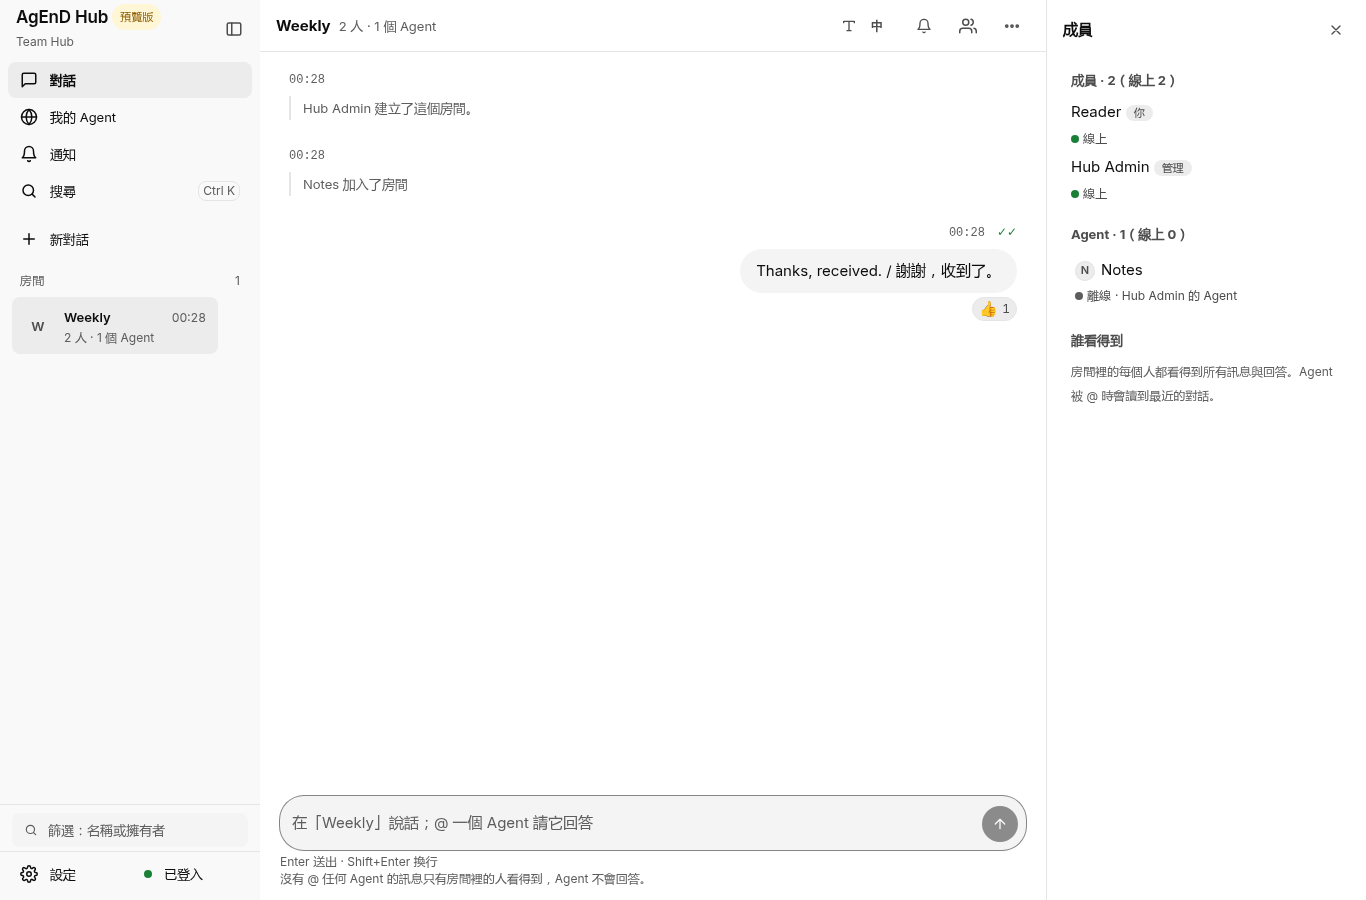 AgEnD Hub 預覽版
Team Hub
對話
我的 Agent
通知
搜尋 Ctrl K
新對話
房間 1
W
Weekly 00:28
2 人 · 1 個 Agent
篩選：名稱或擁有者
設定 已登入
Weekly 2 人 · 1 個 Agent
T 中
00:28
Hub Admin 建立了這個房間。
00:28
Notes 加入了房間
00:28 ✓✓
Thanks, received. / 謝謝，收到了。
👍 1
在「Weekly」說話；@ 一個 Agent 請它回答
Enter 送出 · Shift+Enter 換行
沒有 @ 任何 Agent 的訊息只有房間裡的人看得到，Agent 不會回答。
成員
成員 · 2（線上 2）
Reader 你
線上
Hub Admin 管理
線上
Agent · 1（線上 0）
N Notes
離線 · Hub Admin 的 Agent
誰看得到
房間裡的每個人都看得到所有訊息與回答。Agent
被 @ 時會讀到最近的對話。